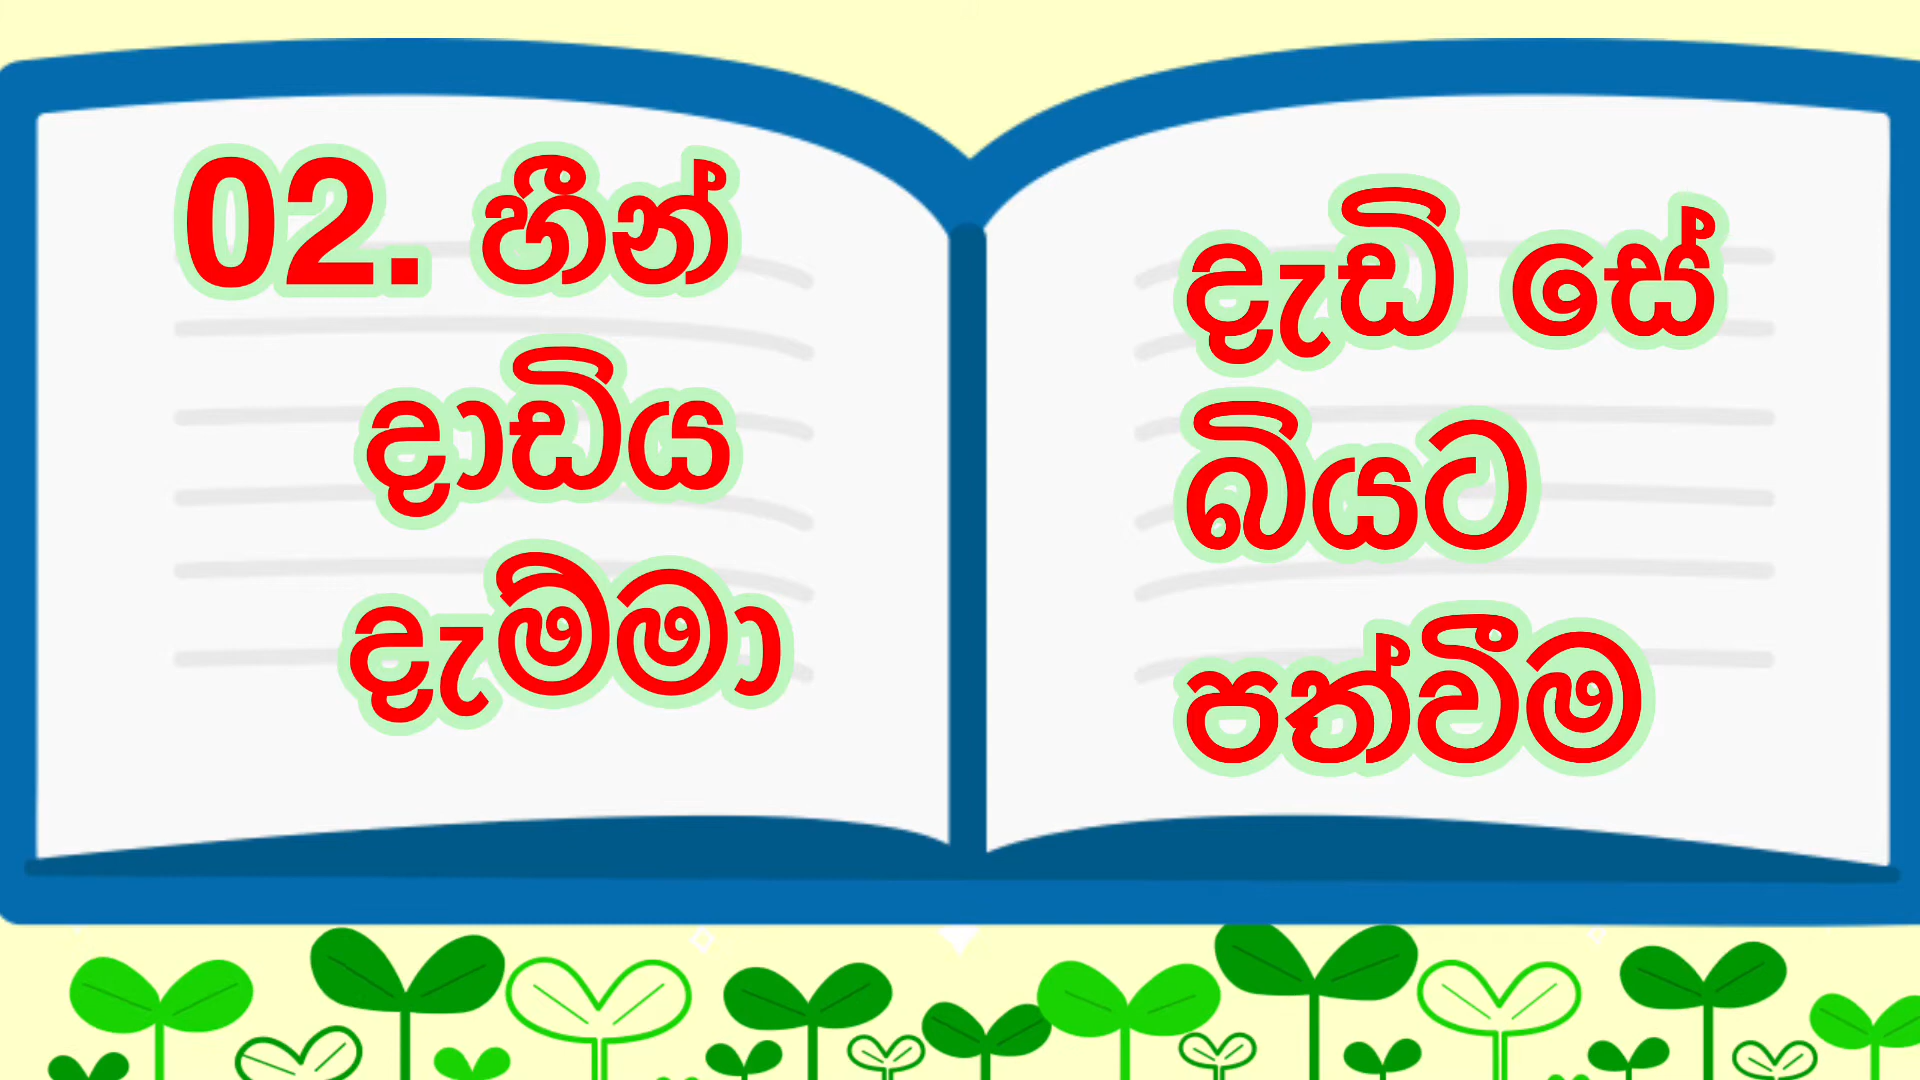 02. හීන්
දාඩිය
දැම්මා
දැඩි සේ
බියට
පත්වීම